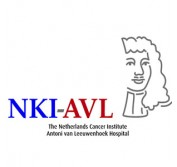 NKI-AVL
The Netherlands Cancer Institute
Antoni van Leeuwenhoek Hospital